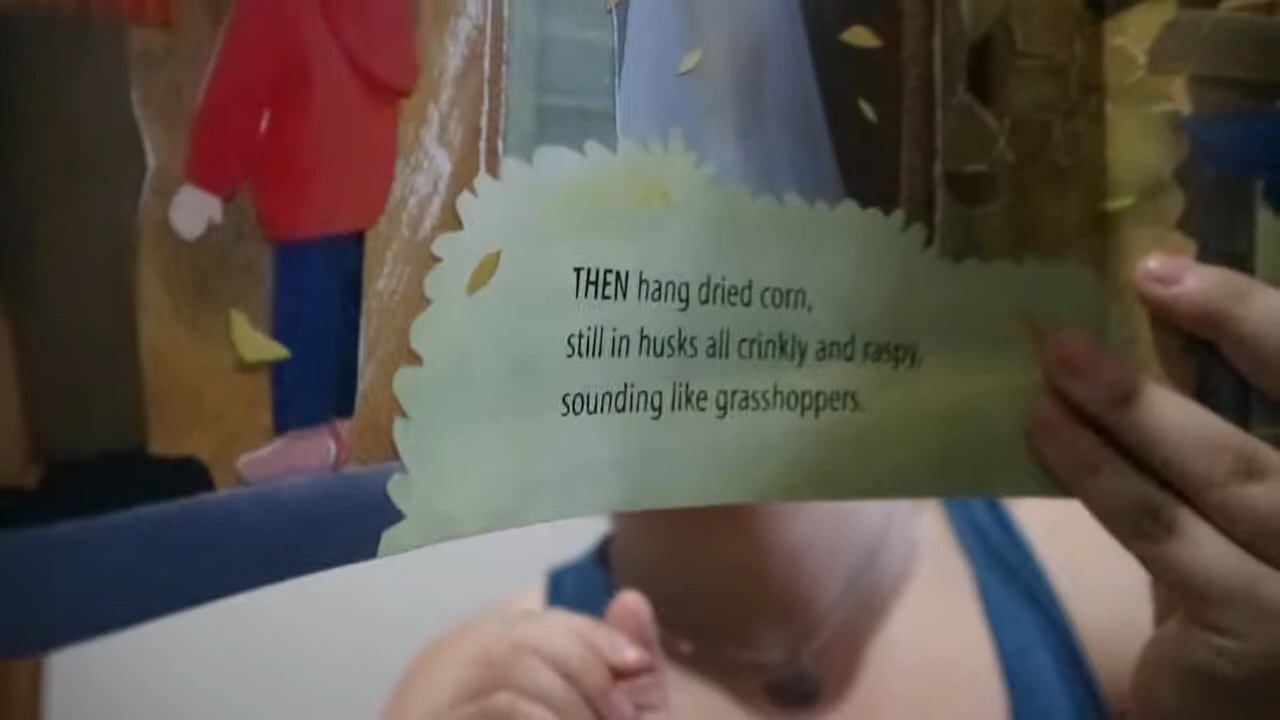 THEN hang dried corn,
still in husks all crinkly and raspy,
sounding like grasshoppers.